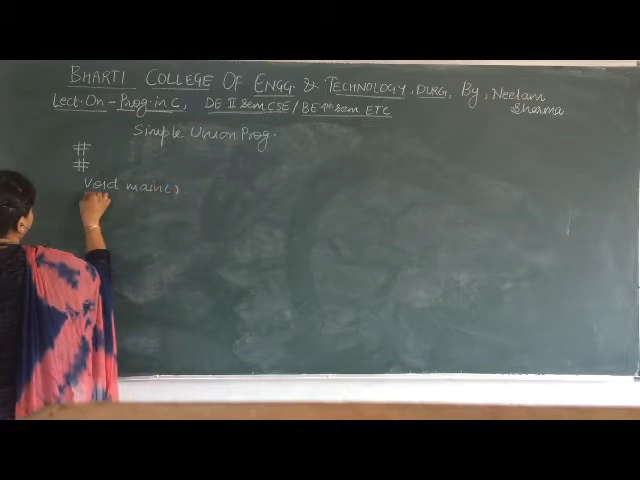 BHARTI COLLEGE OF ENGG. & TECHNOLOGY, DURG, By, Neelam Sharma
Lect. On - Prog. in C, DE II sem CSE / BE 4th sem ETC
Simple Union Prog.
#
#
Void main()